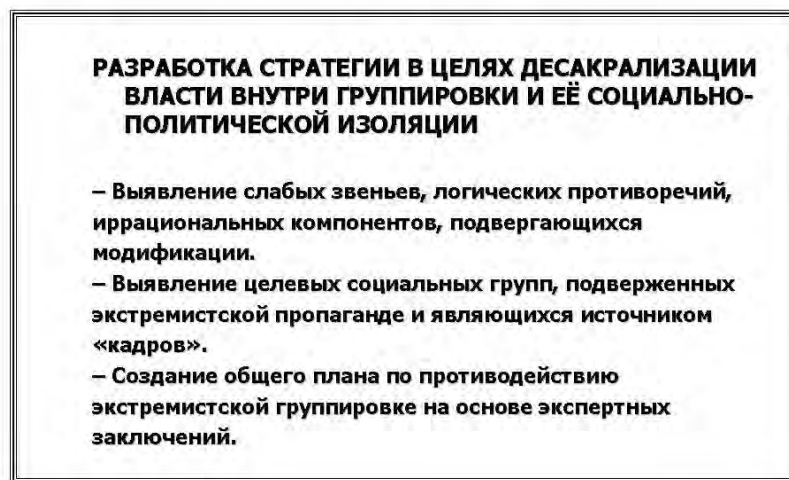 РАЗРАБОТКА СТРАТЕГИИ В ЦЕЛЯХ ДЕСАКРАЛИЗАЦИИ
ВЛАСТИ ВНУТРИ ГРУППИРОВКИ И ЕЁ СОЦИАЛЬНО-
ПОЛИТИЧЕСКОЙ ИЗОЛЯЦИИ
– Выявление слабых звеньев, логических противоречий,
иррациональных компонентов, подвергающихся
модификации.
– Выявление целевых социальных групп, подверженных
экстремистской пропаганде и являющихся источником
«кадров».
– Создание общего плана по противодействию
экстремистской группировке на основе экспертных
заключений.